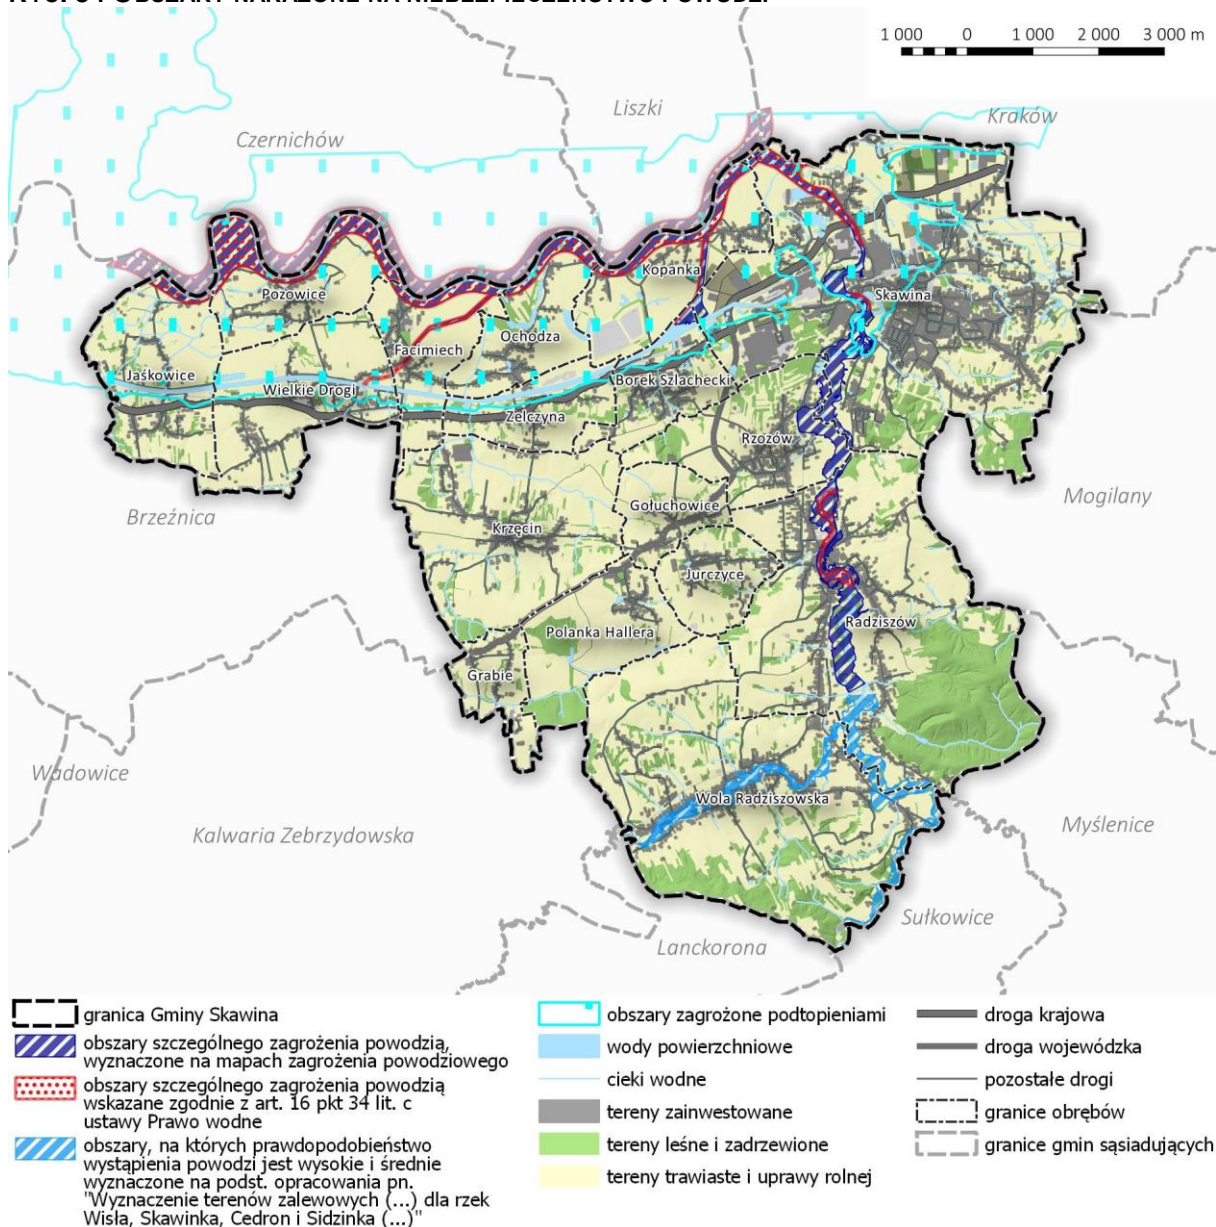 1 000 0 1 000 2 000 3 000 m
Liszki
Kraków
Czernichów
Kopanka
Skawina
Pozowice
Ochodza
Facimiech
Jaśkowice
Borek Szlachecki
Wielkie Drogi
Zelczyna
Rzozów
Mogilany
Gołuchowice
Brzeźnica
Krzęcin
Jurczyce
Radziszów
Polanka Hallera
Grabie
Wadowice
Wola Radziszowska
Myślenice
Kalwaria Zebrzydowska
Sułkowice
Lanckorona
granica Gminy Skawina
obszary szczególnego zagrożenia powodzią,
wyznaczone na mapach zagrożenia powodziowego
obszary szczególnego zagrożenia powodzią
wskazane zgodnie z art. 16 pkt 34 lit. c
ustawy Prawo wodne
obszary, na których prawdopodobieństwo
wystąpienia powodzi jest wysokie i średnie
wyznaczone na podst. opracowania pn.
"Wyznaczenie terenów zalewowych (...) dla rzek
Wisła, Skawinka, Cedron i Sidzinka (...)"
obszary zagrożone podtopieniami
wody powierzchniowe
cieki wodne
tereny zainwestowane
tereny leśne i zadrzewione
tereny trawiaste i uprawy rolnej
droga krajowa
droga wojewódzka
pozostałe drogi
granice obrębów
granice gmin sąsiadujących